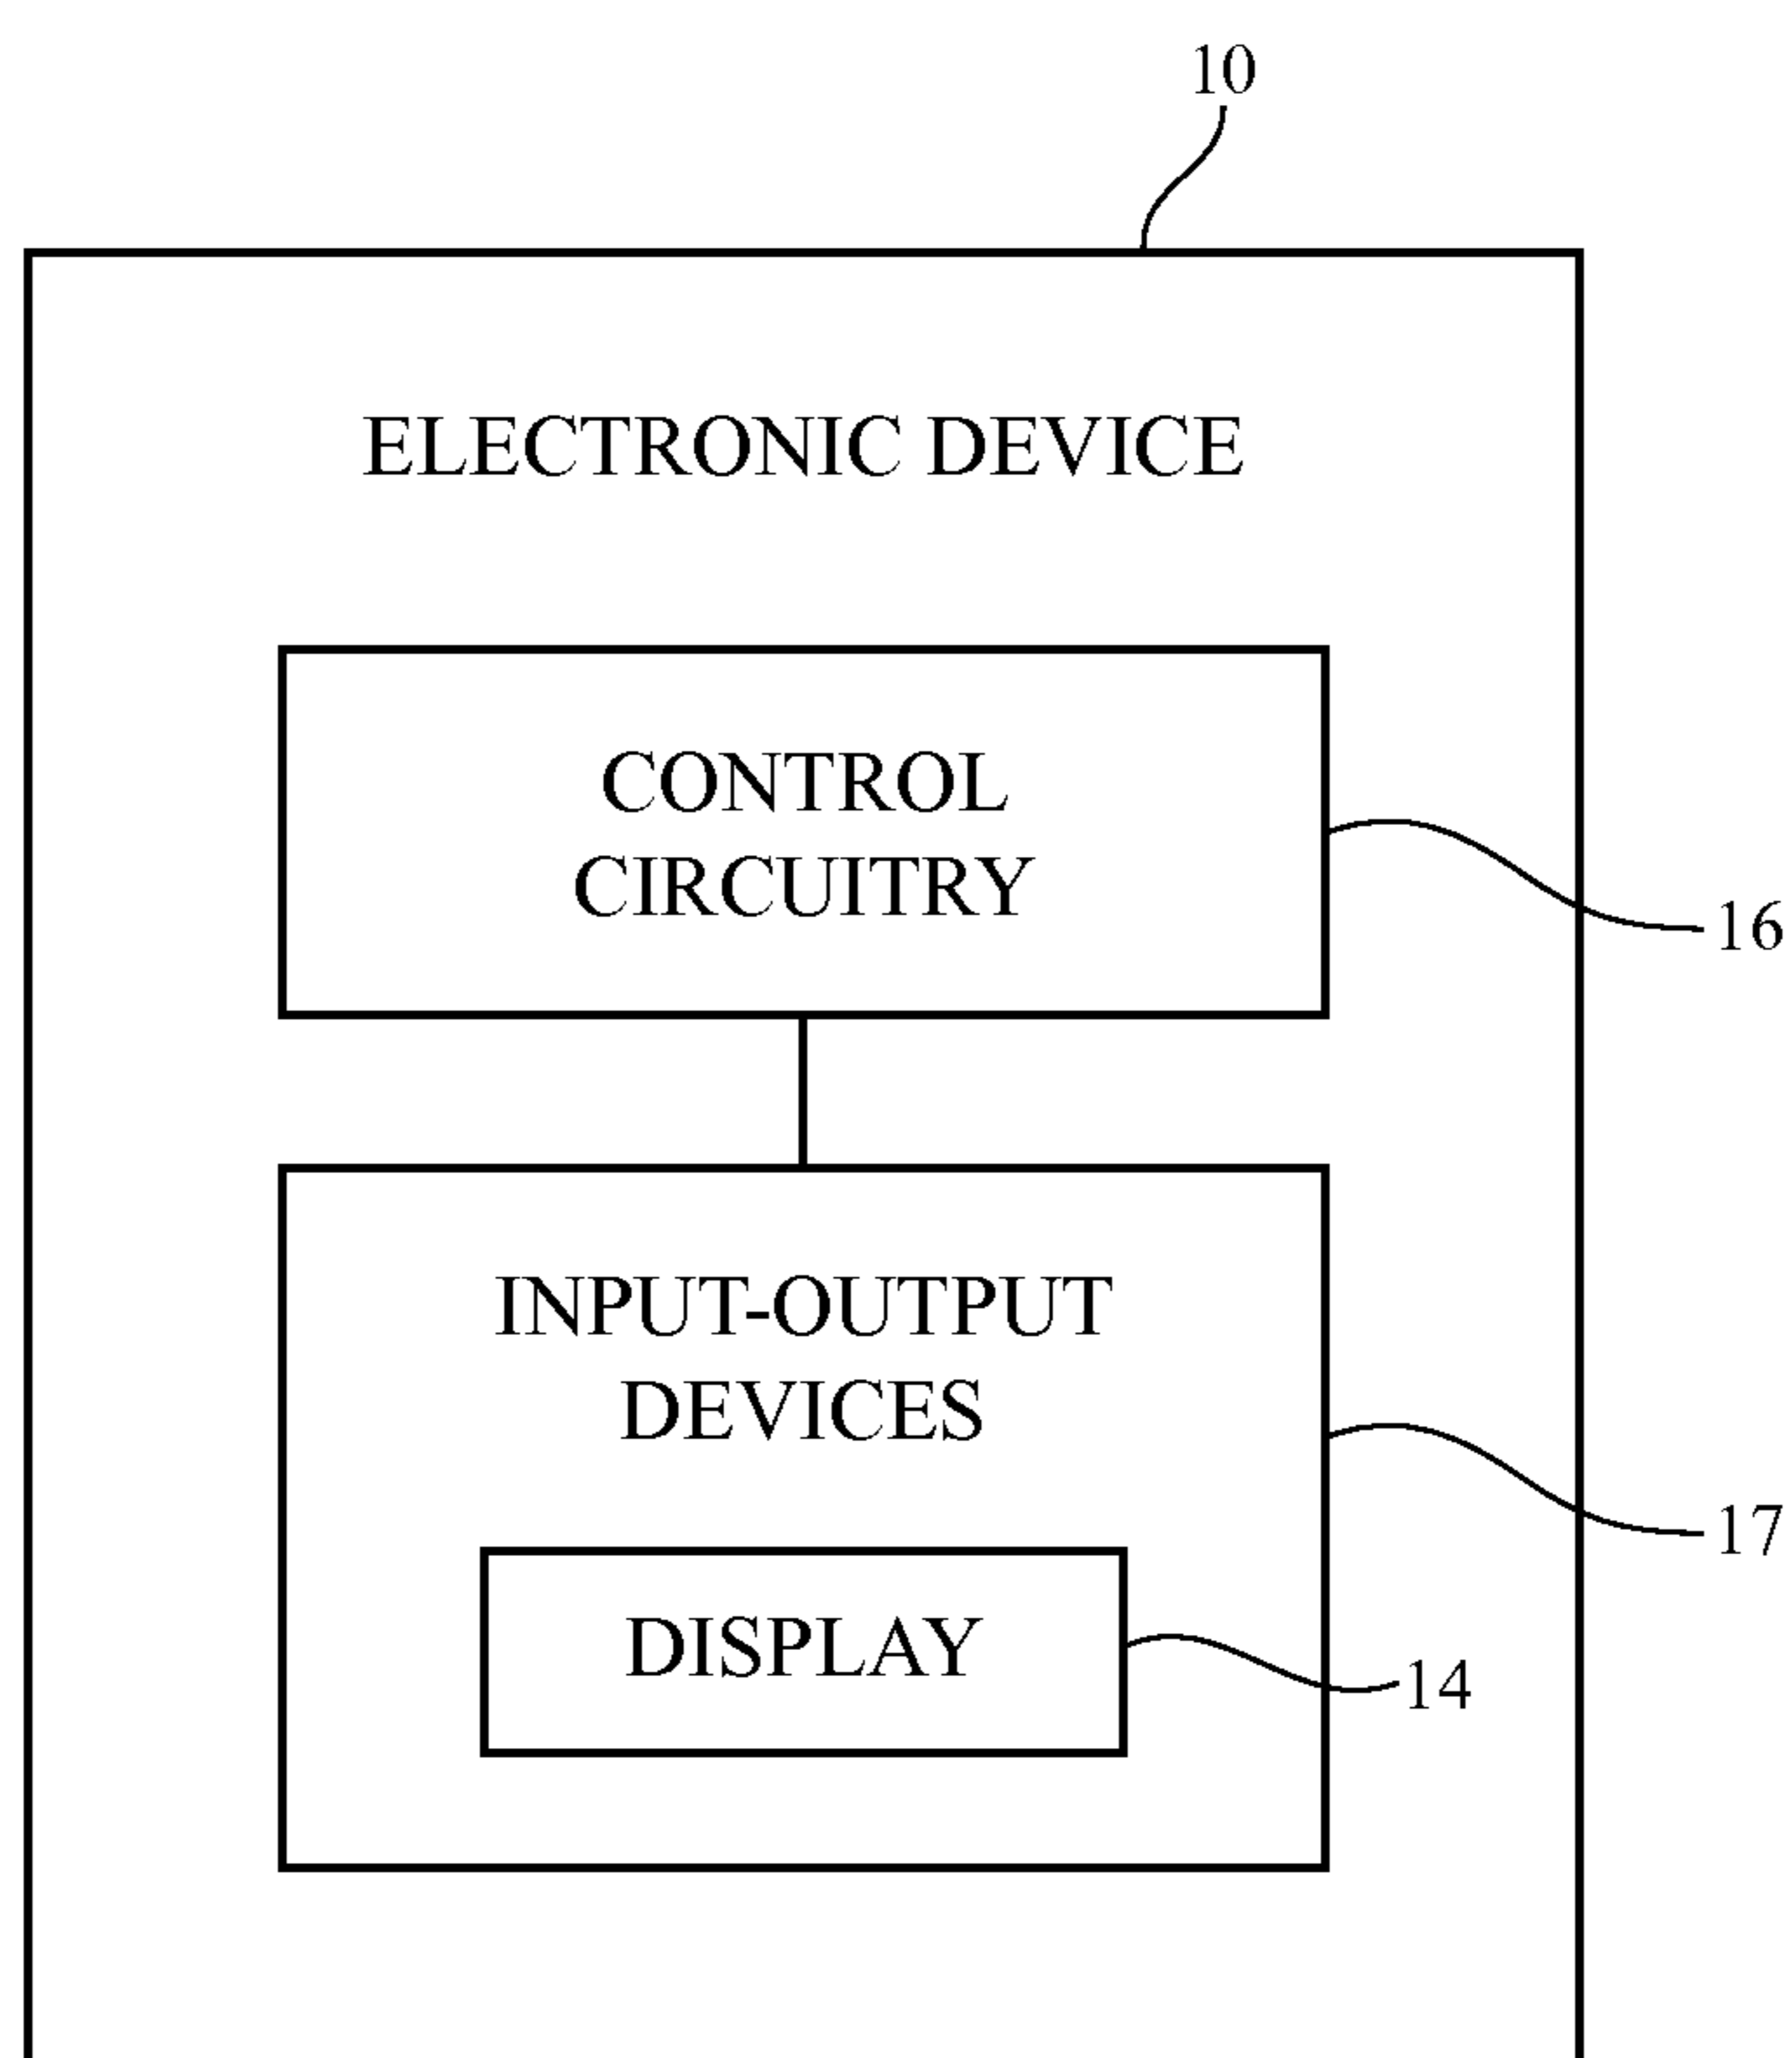 10
ELECTRONIC DEVICE
CONTROL
CIRCUITRY
16
INPUT-OUTPUT
DEVICES
17
DISPLAY
14